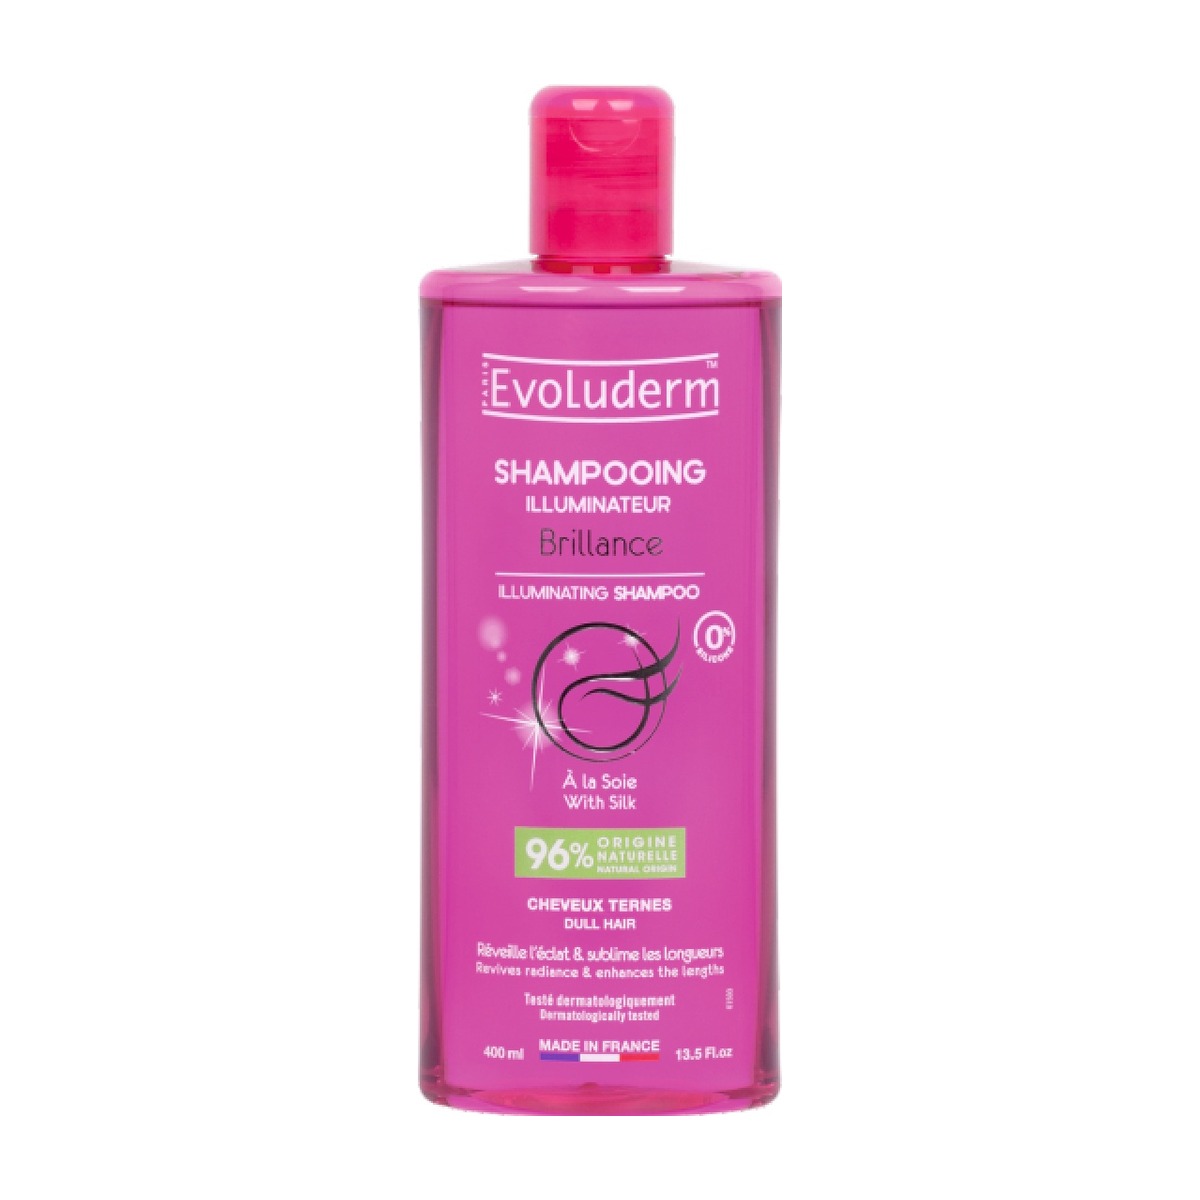 PARIS
Evoluderm™
SHAMPOOING
ILLUMINATEUR
Brillance
ILLUMINATING SHAMPOO
0%
SILICONE
À la Soie
With Silk
96% ORIGINE
NATURELLE
NATURAL ORIGIN
CHEVEUX TERNES
DULL HAIR
Réveille l'éclat & sublime les longueurs
Revives radiance & enhances the lengths
Testé dermatologiquement
Dermatologically tested
400 ml
MADE IN FRANCE
13.5 Fl.oz